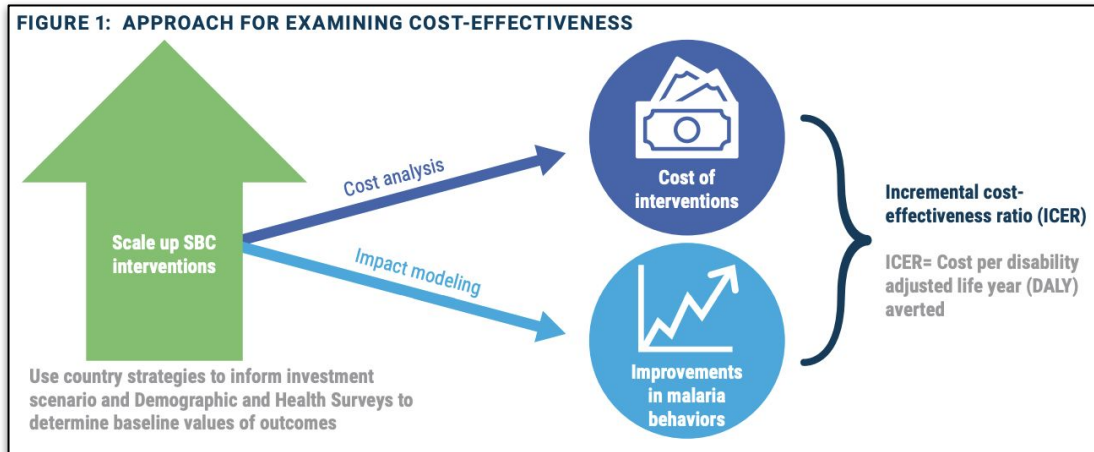 FIGURE 1: APPROACH FOR EXAMINING COST-EFFECTIVENESS
Scale up SBC
interventions
Use country strategies to inform investment
scenario and Demographic and Health Surveys to
determine baseline values of outcomes
Cost analysis
Impact modeling
Cost of
interventions
Improvements
in malaria
behaviors
Incremental cost-
effectiveness ratio (ICER)
ICER= Cost per disability
adjusted life year (DALY)
averted